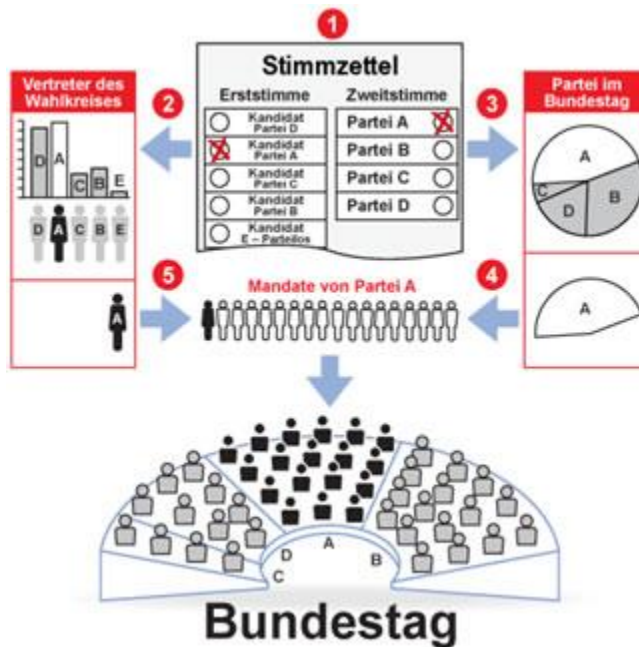 1
Stimmzettel
Erststimme
Zweitstimme
Kandidat
Partei D
Kandidat
Partei A
Kandidat
Partei C
Kandidat
Partei B
Kandidat
E – Parteilos
Partei A
Partei B
Partei C
Partei D
2
Vertreter des
Wahlkreises
D A C B E
D A C B E
3
Partei im
Bundestag
A
B
C
D
4
A
5
A
Mandate von Partei A
A
D
B
C
Bundestag